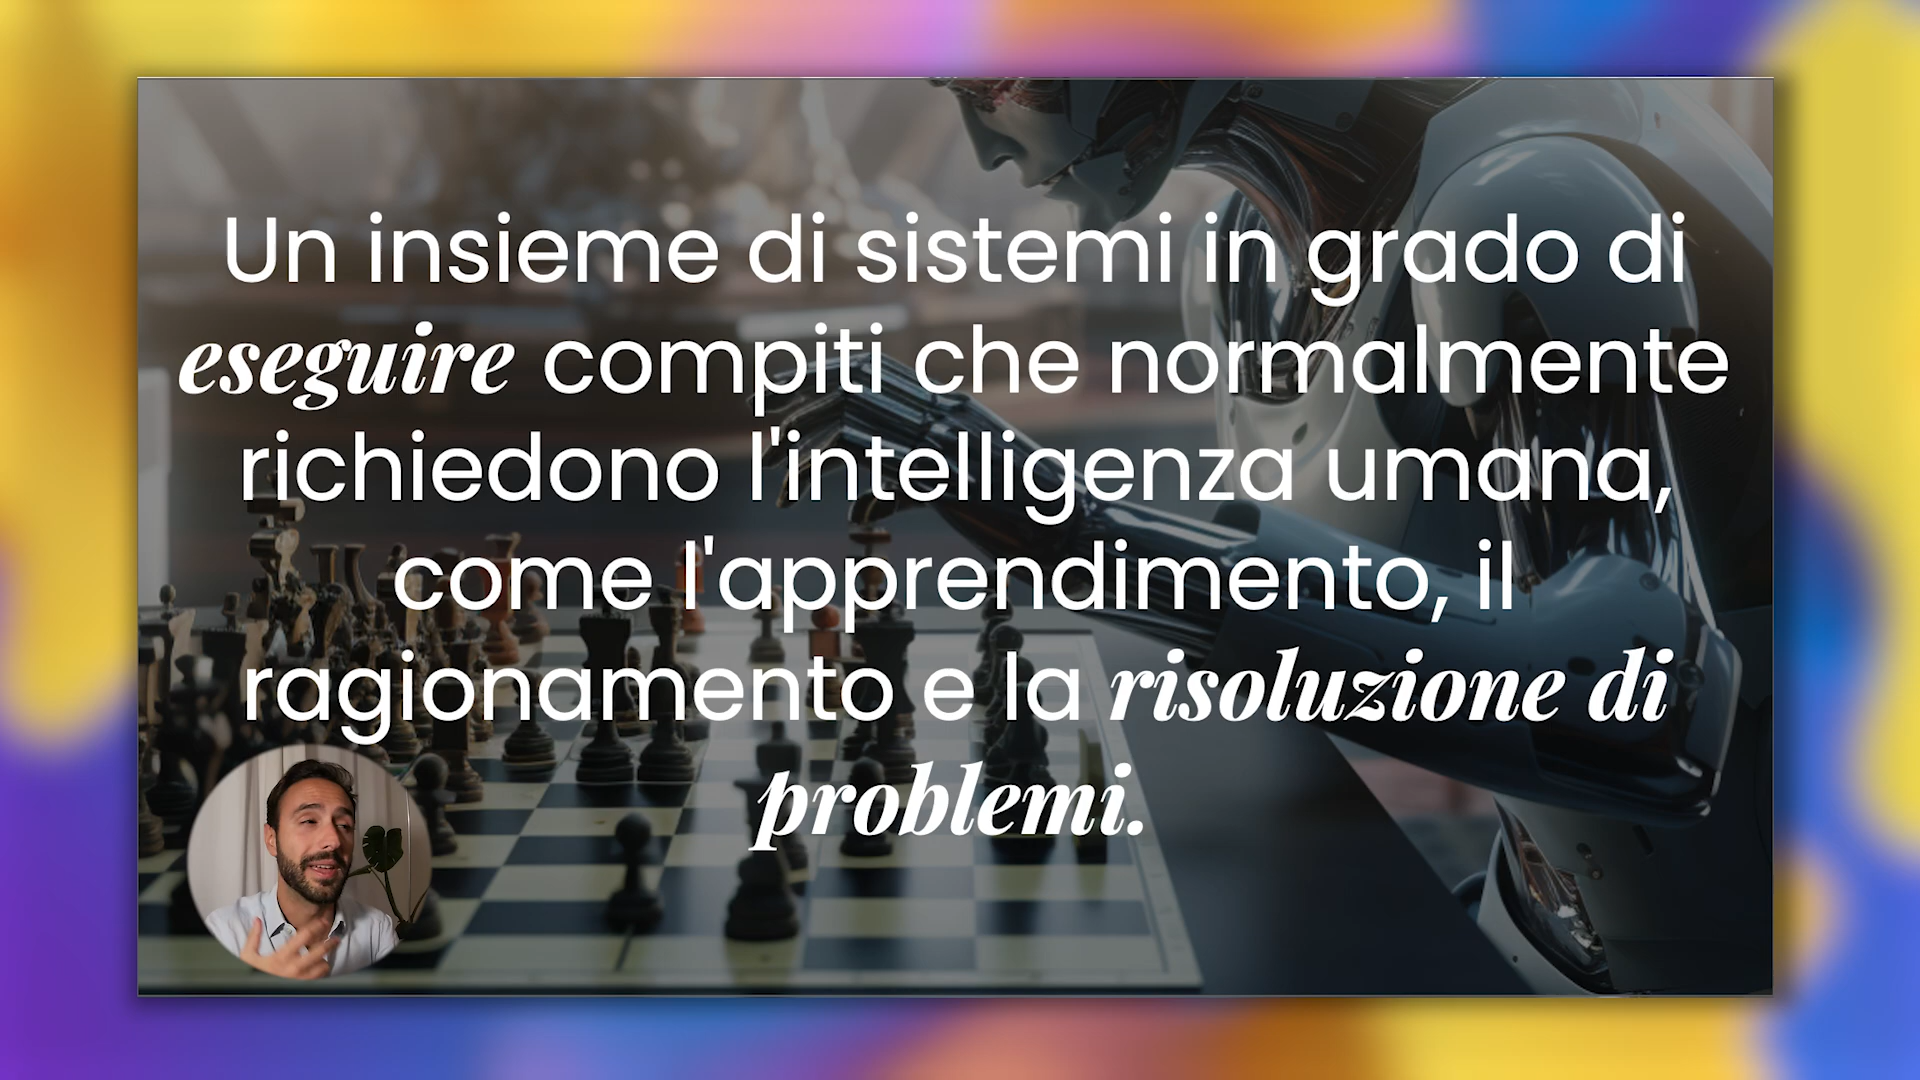 Un insieme di sistemi in grado di
eseguire compiti che normalmente
richiedono l'intelligenza umana,
come l'apprendimento, il
ragionamento e la risoluzione di
problemi.